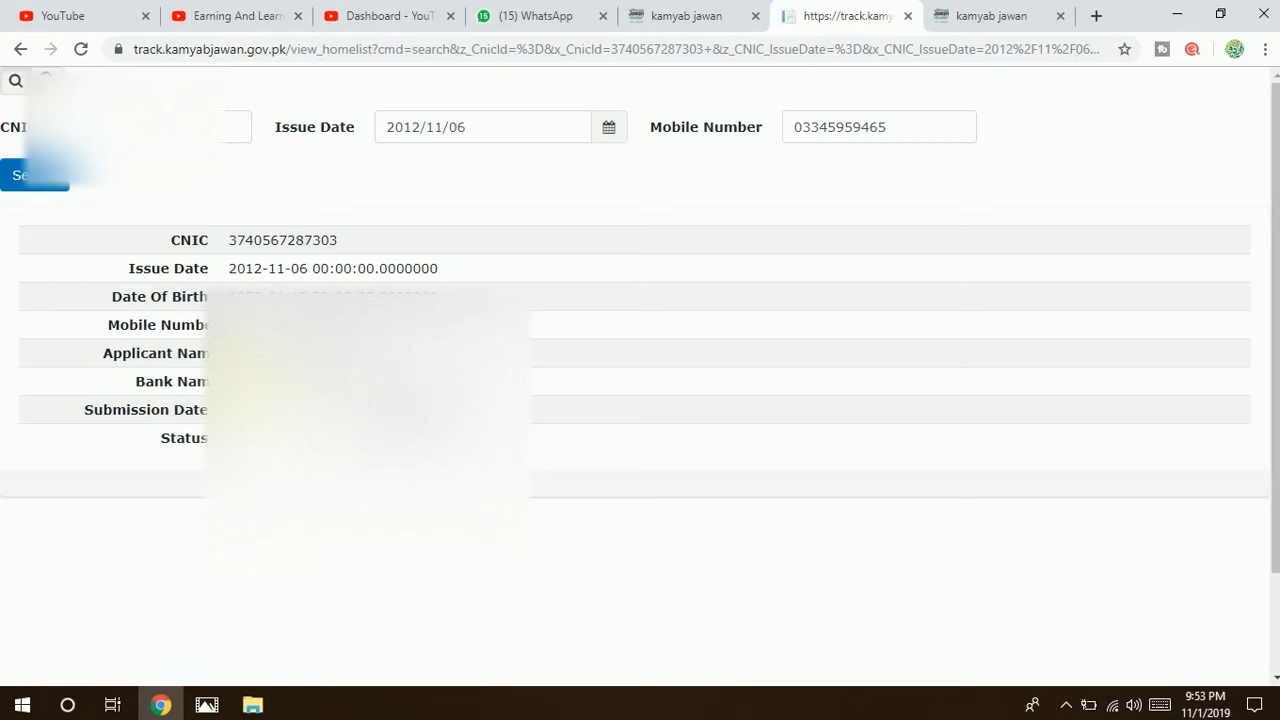 YouTube
Earning And Learn
Dashboard - YouT
(15) WhatsApp
kamyab jawan
https://track.kamy
kamyab jawan
track.kamyabjawan.gov.pk/view_homelist?cmd=search&z_CnicId=%3D&x_CnicId=3740567287303+&z_CNIC_IssueDate=%3D&x_CNIC_IssueDate=2012%2F11%2F06...
CNI Issue Date 2012/11/06 Mobile Number 03345959465
Se
CNIC 3740567287303
Issue Date 2012-11-06 00:00:00.0000000
Date Of Birth
Mobile Numbe
Applicant Nam
Bank Nam
Submission Date
Status
9:53 PM
11/1/2019